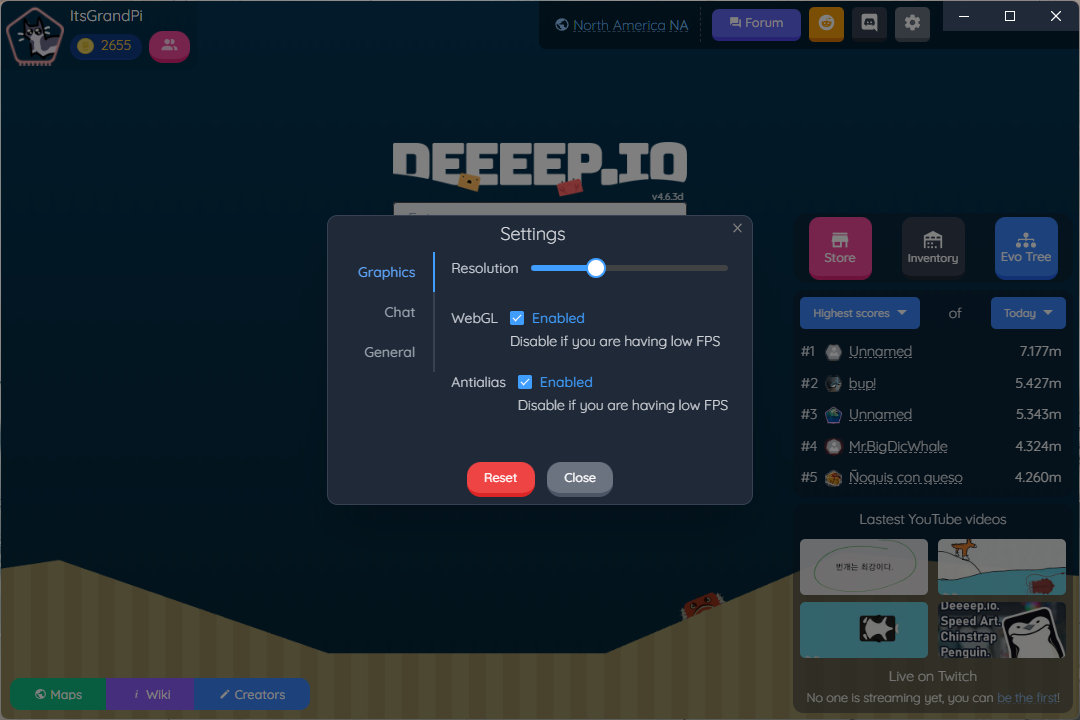 ItsGrandPi
2655
North America NA
Forum
DEEEEP.IO
v4.6.3d
Settings
Graphics
Chat
General
Resolution
WebGL
Enabled
Disable if you are having low FPS
Antialias
Enabled
Disable if you are having low FPS
Reset
Close
Store
Inventory
Evo Tree
Highest scores
of
Today
#1 Unnamed 7.177m
#2 bup! 5.427m
#3 Unnamed 5.343m
#4 MrBigDicWhale 4.324m
#5 Ñoquis con queso 4.260m
Lastest YouTube videos
번개는 최강이다.
Deeeep.io.
Speed Art.
Chinstrap
Penguin.
Live on Twitch
No one is streaming yet, you can be the first!
Maps
Wiki
Creators